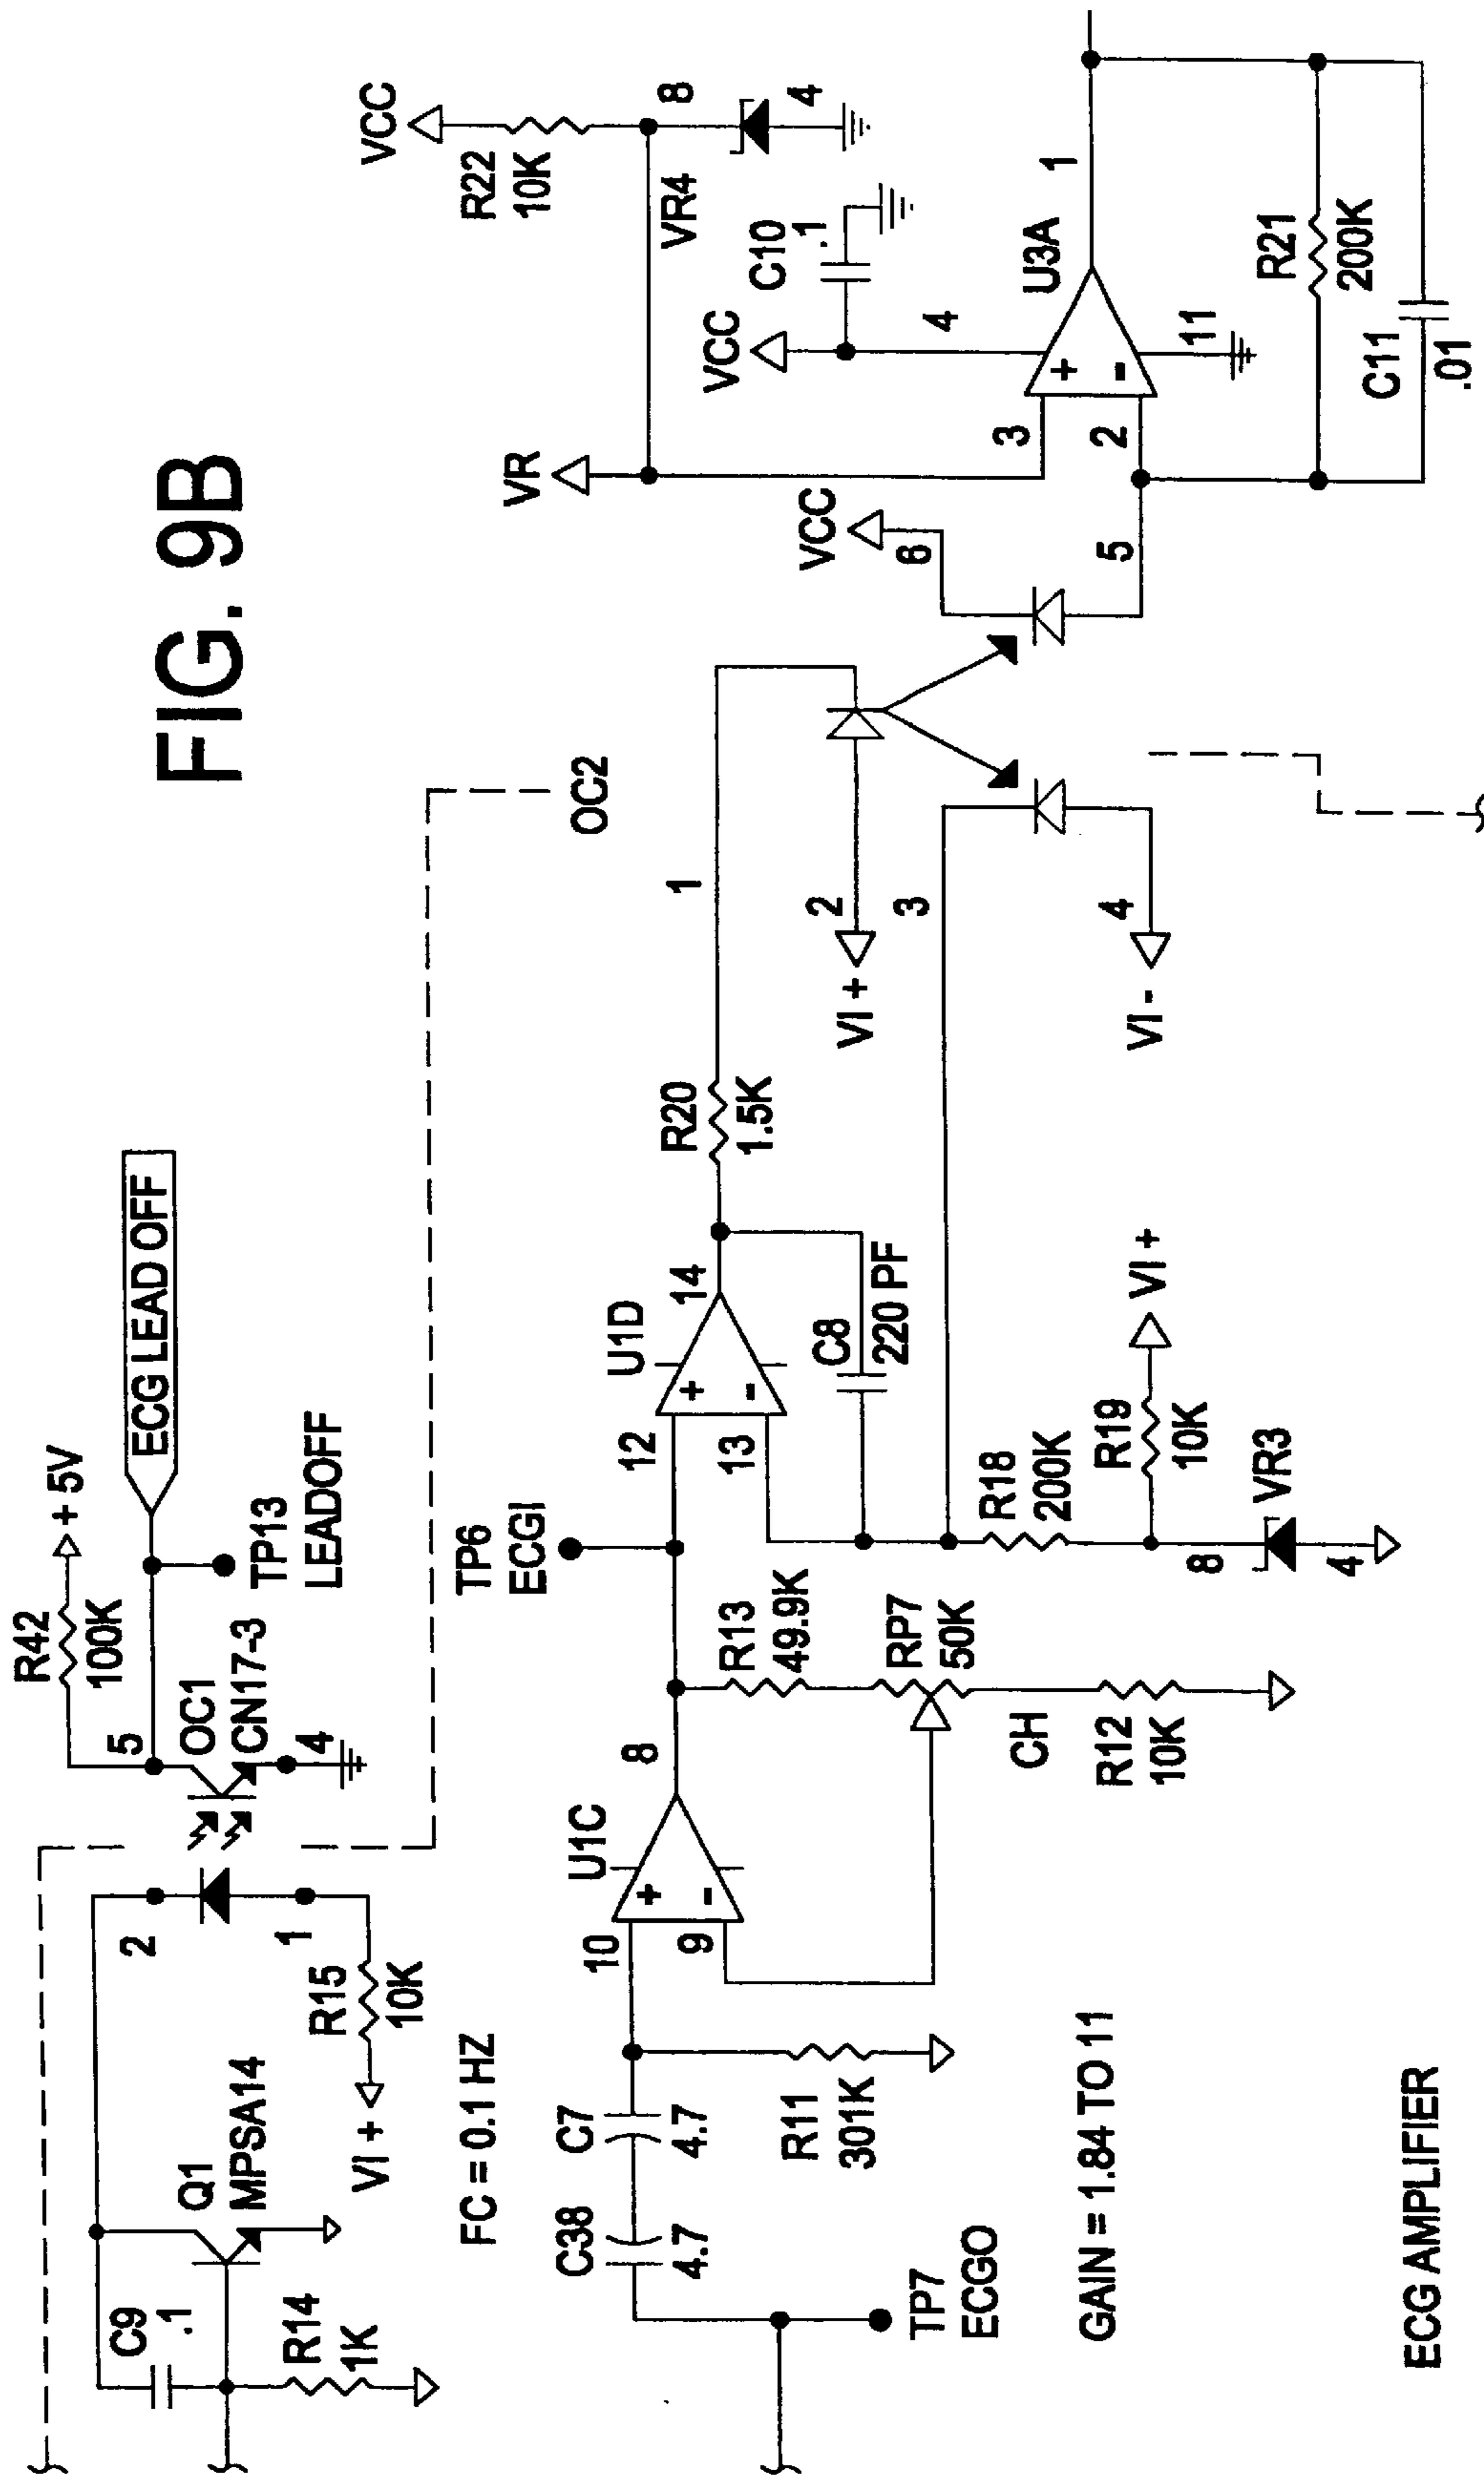 FIG. 9B
R42
100K
+ 5V
ECG LEAD OFF
TP13
LEADOFF
5
OC1
CN17-3
4
2
1
R15
10K
VI +
Q1
MPSA14
C9
.1
R14
1K
FC = 0.1 HZ
C38
4.7
C7
4.7
R11
301K
TP7
ECGO
GAIN = 1.84 TO 11
ECG AMPLIFIER
U1C
10
9
8
+
-
R13
49.9K
RP7
50K
CH
R12
10K
TP6
ECGI
U1D
12
13
14
+
-
C8
220 PF
R20
1.5K
R18
200K
R19
10K
VI +
VR3
8
4
OC2
1
2
VI +
3
4
VI -
VCC
6
5
VR
VCC
R22
10K
8
VR4
4
VCC
C10
.1
4
U3A
3
2
+
-
1
11
R21
200K
C11
.01